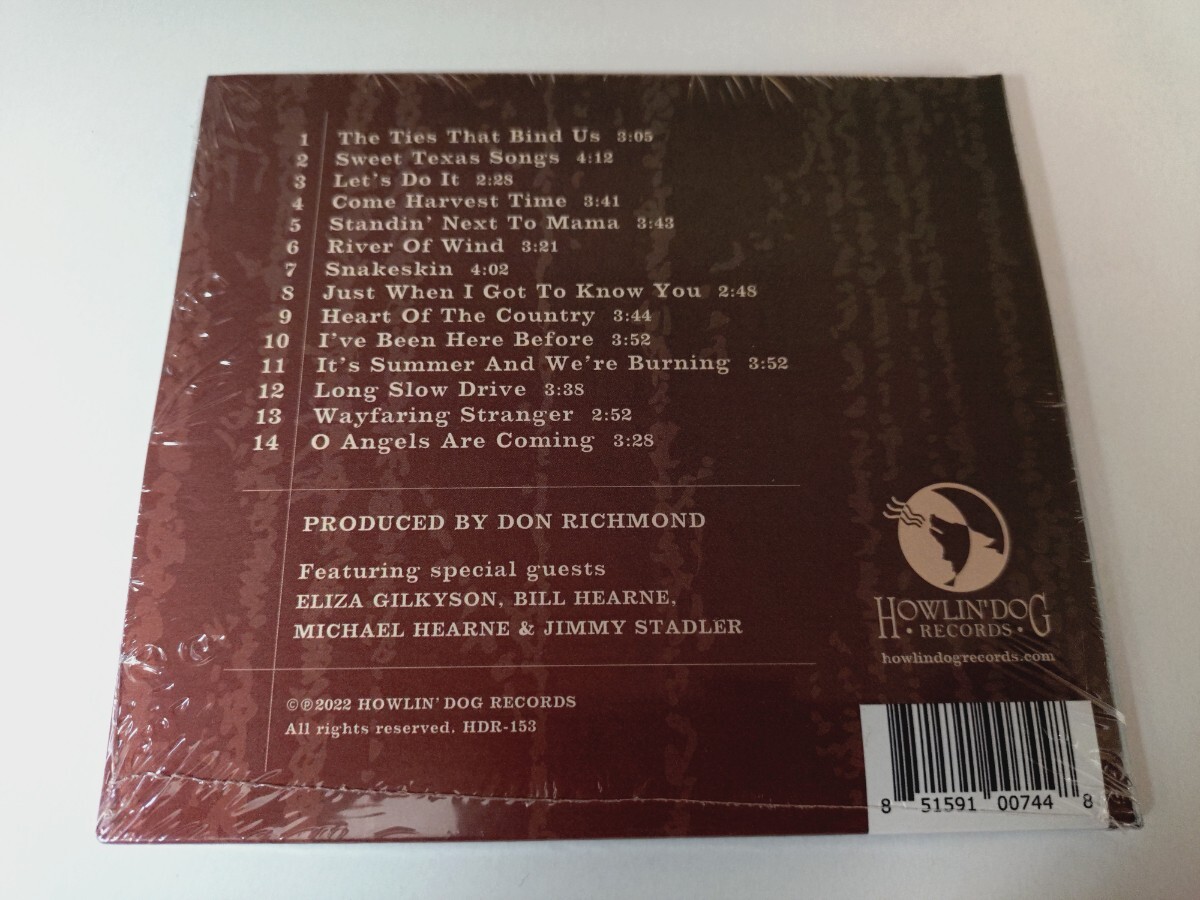 1 The Ties That Bind Us 3:05
2 Sweet Texas Songs 4:12
3 Let's Do It 2:28
4 Come Harvest Time 3:41
5 Standin' Next To Mama 3:43
6 River Of Wind 3:21
7 Snakeskin 4:02
8 Just When I Got To Know You 2:48
9 Heart Of The Country 3:44
10 I've Been Here Before 3:52
11 It's Summer And We're Burning 3:52
12 Long Slow Drive 3:38
13 Wayfaring Stranger 2:52
14 O Angels Are Coming 3:28
PRODUCED BY DON RICHMOND
Featuring special guests
ELIZA GILKYSON, BILL HEARNE,
MICHAEL HEARNE & JIMMY STADLER
©℗2022 HOWLIN' DOG RECORDS
All rights reserved. HDR-153
HOWLIN' DOG
• RECORDS •
howlindogrecords.com
8 51591 00744 8